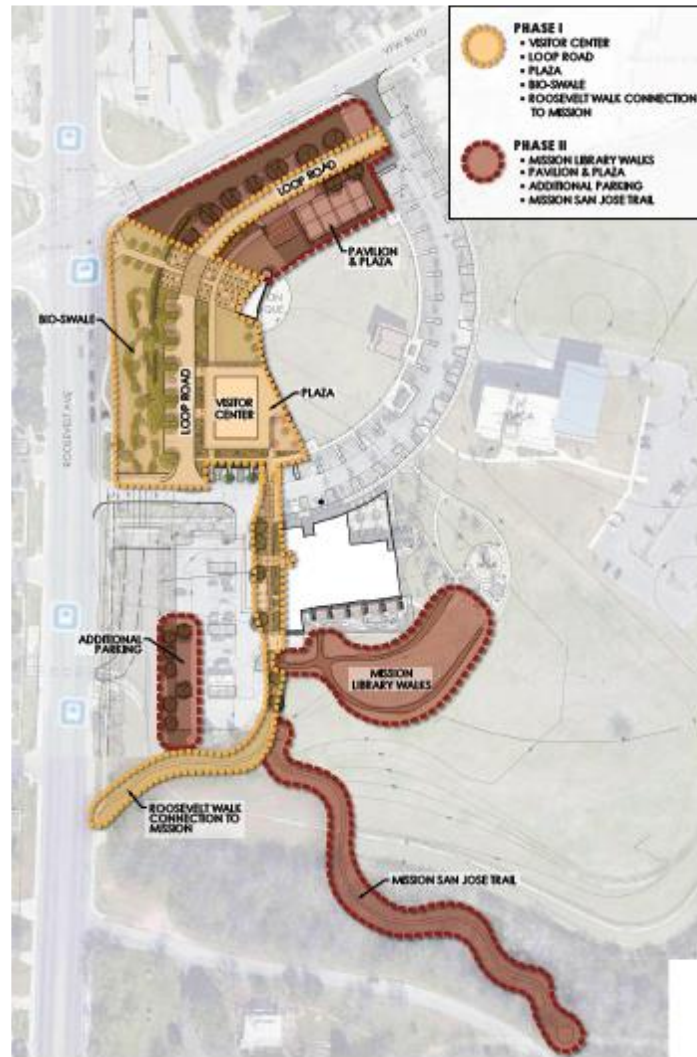 PHASE I
• VISITOR CENTER
• LOOP ROAD
• PLAZA
• BIO-SWALE
• ROOSEVELT WALK CONNECTION
TO MISSION
PHASE II
• MISSION LIBRARY WALKS
• PAVILION & PLAZA
• ADDITIONAL PARKING
• MISSION SAN JOSE TRAIL
VFW BLVD
LOOP ROAD
PAVILION
& PLAZA
BIO-SWALE
LOOP ROAD
VISITOR
CENTER
PLAZA
ROOSEVELT AVE
ADDITIONAL
PARKING
MISSION
LIBRARY WALKS
ROOSEVELT WALK
CONNECTION TO
MISSION
MISSION SAN JOSE TRAIL